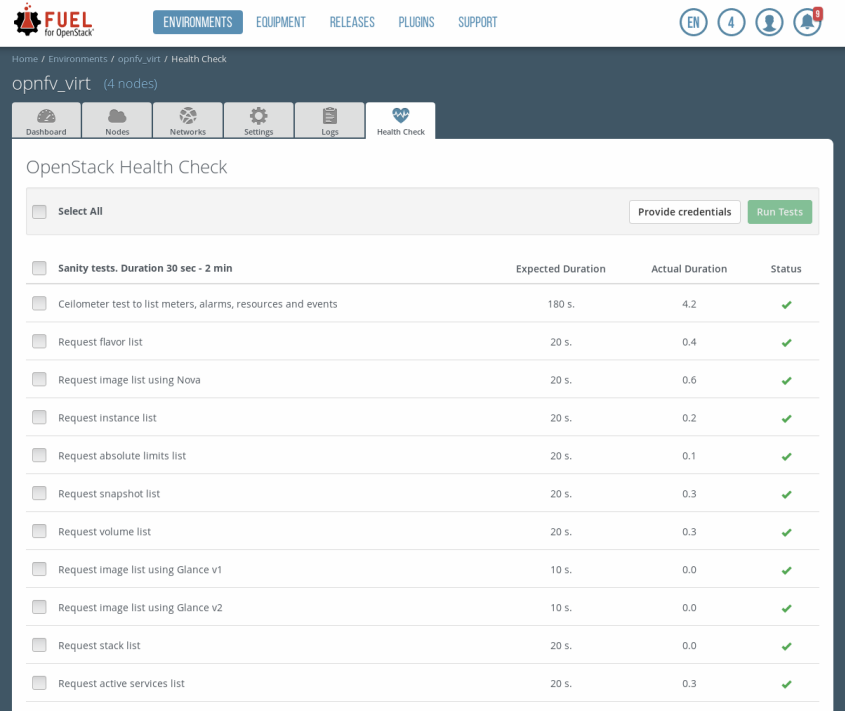 FUEL
for OpenStack
ENVIRONMENTS EQUIPMENT RELEASES PLUGINS SUPPORT EN 4 9
Home / Environments / opnfv_virt / Health Check
opnfv_virt (4 nodes)
Dashboard Nodes Networks Settings Logs Health Check
OpenStack Health Check
Select All Provide credentials Run Tests
Sanity tests. Duration 30 sec - 2 min Expected Duration Actual Duration Status
Ceilometer test to list meters, alarms, resources and events 180 s. 4.2
Request flavor list 20 s. 0.4
Request image list using Nova 20 s. 0.6
Request instance list 20 s. 0.2
Request absolute limits list 20 s. 0.1
Request snapshot list 20 s. 0.3
Request volume list 20 s. 0.3
Request image list using Glance v1 10 s. 0.0
Request image list using Glance v2 10 s. 0.0
Request stack list 20 s. 0.0
Request active services list 20 s. 0.3